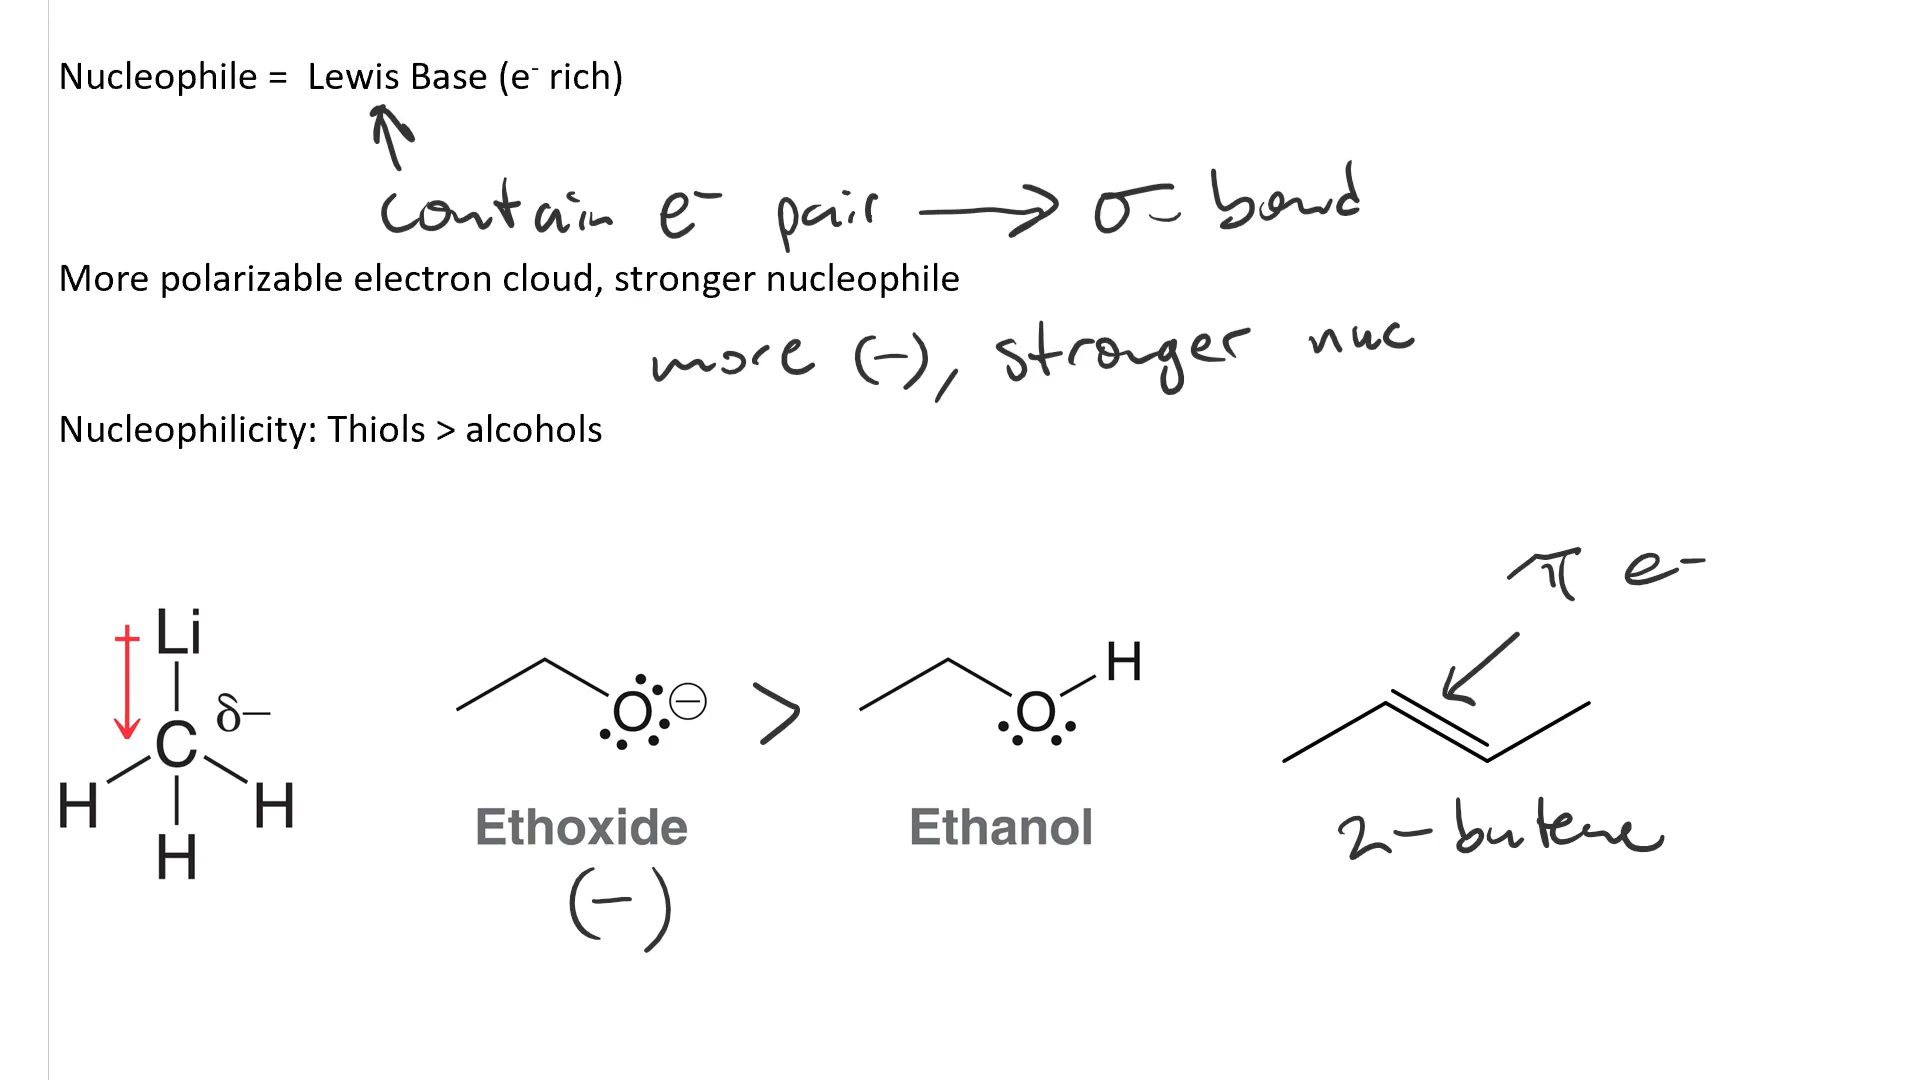 Nucleophile = Lewis Base (e⁻ rich)
contain e⁻ pair → σ bond
More polarizable electron cloud, stronger nucleophile
more (-), stronger nuc
Nucleophilicity: Thiols > alcohols
π e⁻
Li
δ−
C
H H
H
O ⊖ >
H
O
Ethoxide
Ethanol
2-butene
(-)